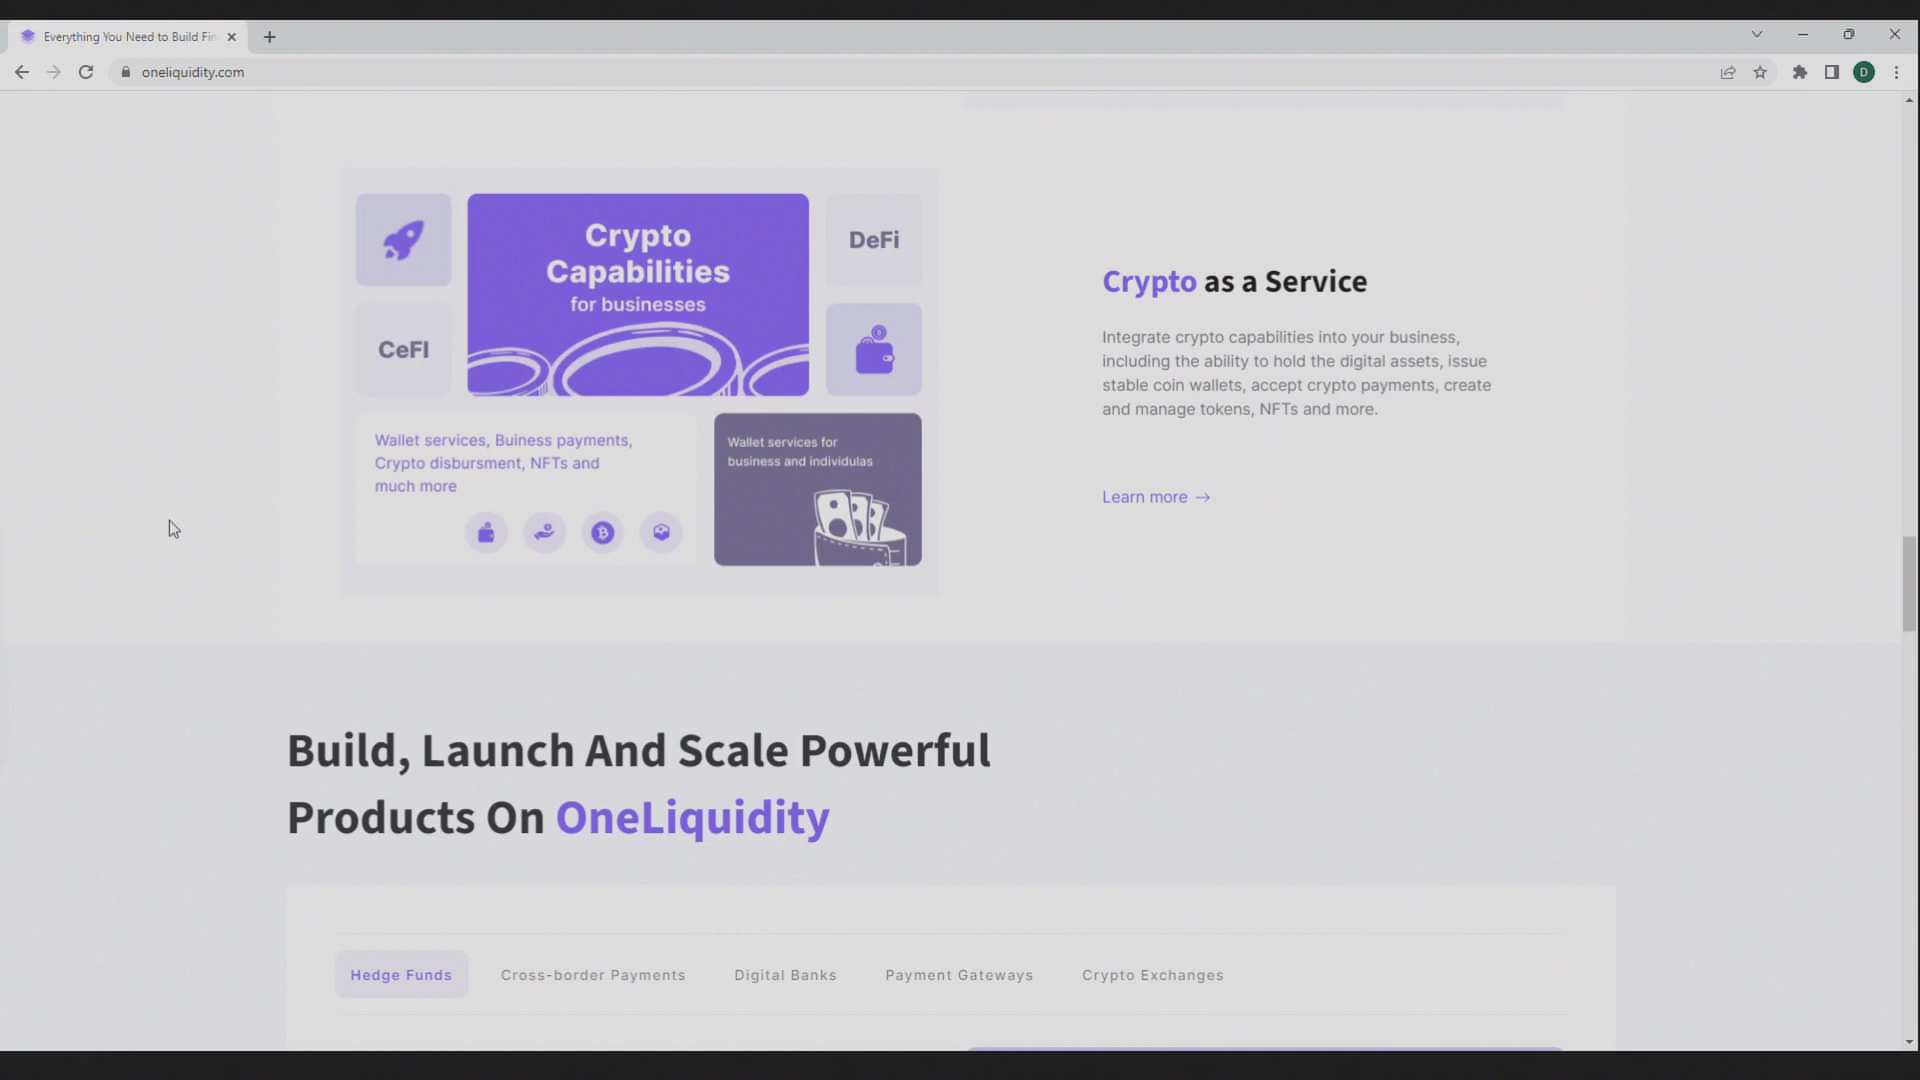 Everything You Need to Build Fin
oneliquidity.com
D
Crypto
Capabilities
for businesses
DeFi
CeFI
Wallet services, Buiness payments,
Crypto disbursment, NFTs and
much more
Wallet services for
business and individulas
Crypto as a Service
Integrate crypto capabilities into your business,
including the ability to hold the digital assets, issue
stable coin wallets, accept crypto payments, create
and manage tokens, NFTs and more.
Learn more →
Build, Launch And Scale Powerful
Products On OneLiquidity
Hedge Funds
Cross-border Payments
Digital Banks
Payment Gateways
Crypto Exchanges